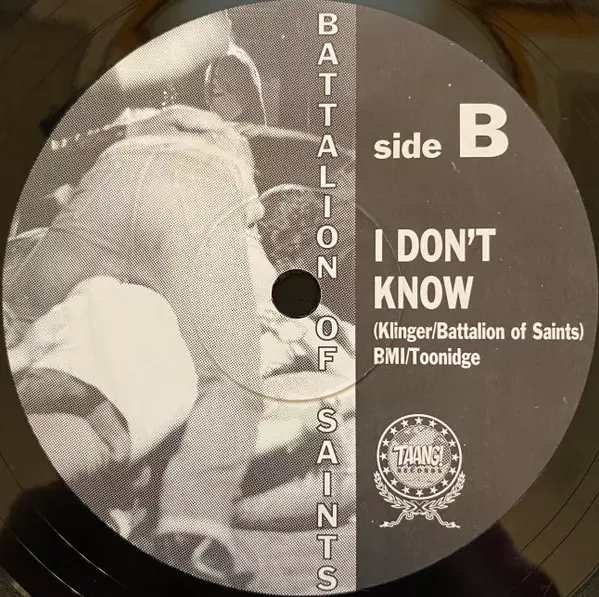 BATTALION OF SAINTS
side B
I DON'T
KNOW
(Klinger/Battalion of Saints)
BMI/Toonidge
TAANG!
RECORDS